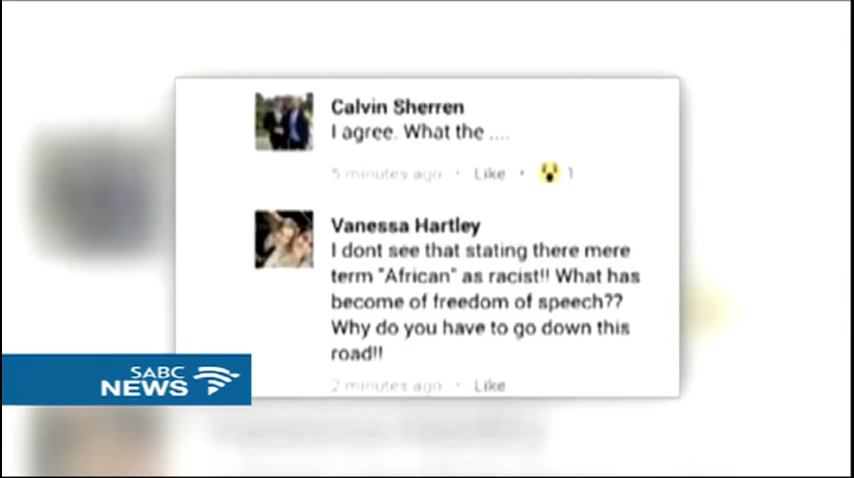 Calvin Sherren
I agree. What the ....
5 minutes ago · Like · 1
Vanessa Hartley
I dont see that stating there mere
term "African" as racist!! What has
become of freedom of speech??
Why do you have to go down this
road!!
2 minutes ago · Like
SABC
NEWS